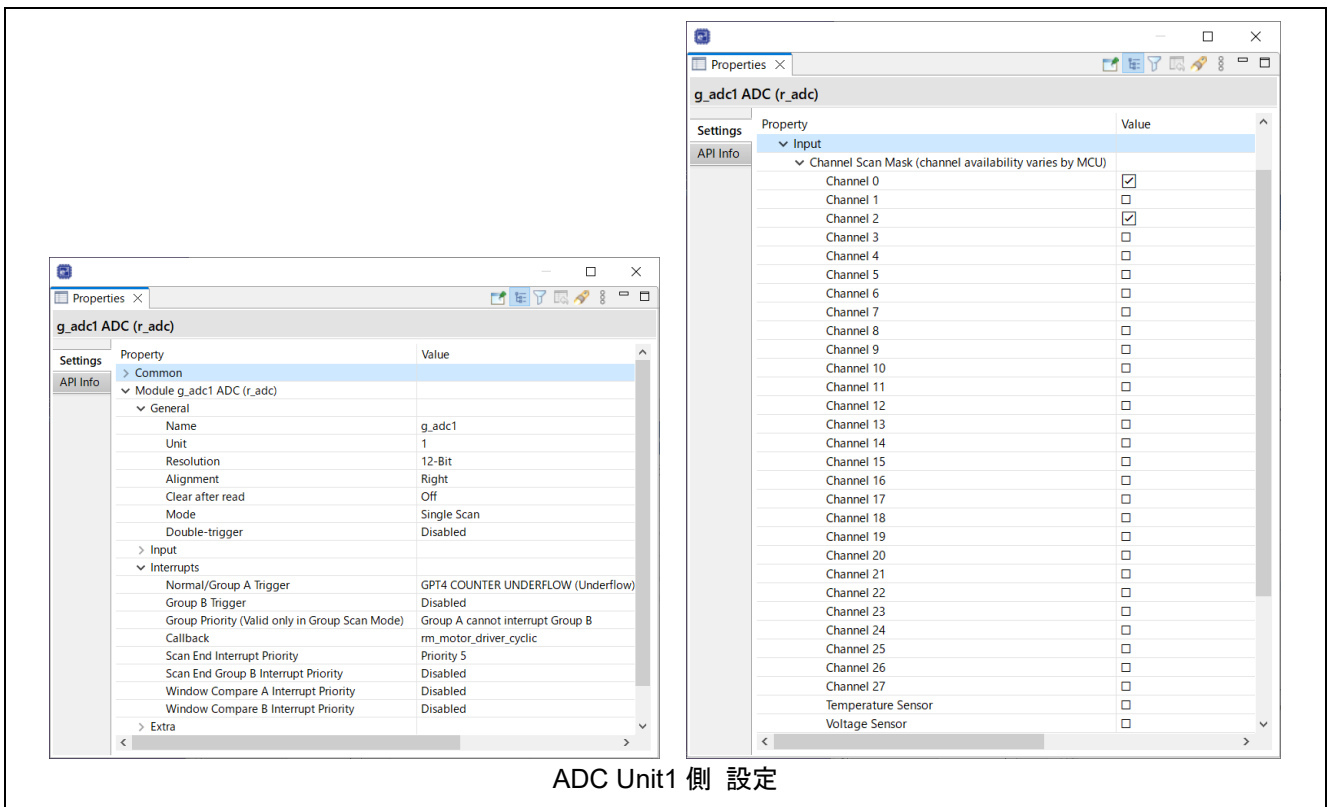 Properties
g_adc1 ADC (r_adc)
Settings
API Info
Property Value
Common
Module g_adc1 ADC (r_adc)
General
Name g_adc1
Unit 1
Resolution 12-Bit
Alignment Right
Clear after read Off
Mode Single Scan
Double-trigger Disabled
Input
Interrupts
Normal/Group A Trigger GPT4 COUNTER UNDERFLOW (Underflow)
Group B Trigger Disabled
Group Priority (Valid only in Group Scan Mode) Group A cannot interrupt Group B
Callback rm_motor_driver_cyclic
Scan End Interrupt Priority Priority 5
Scan End Group B Interrupt Priority Disabled
Window Compare A Interrupt Priority Disabled
Window Compare B Interrupt Priority Disabled
Extra
Properties
g_adc1 ADC (r_adc)
Settings
API Info
Property Value
Input
Channel Scan Mask (channel availability varies by MCU)
Channel 0
Channel 1
Channel 2
Channel 3
Channel 4
Channel 5
Channel 6
Channel 7
Channel 8
Channel 9
Channel 10
Channel 11
Channel 12
Channel 13
Channel 14
Channel 15
Channel 16
Channel 17
Channel 18
Channel 19
Channel 20
Channel 21
Channel 22
Channel 23
Channel 24
Channel 25
Channel 26
Channel 27
Temperature Sensor
Voltage Sensor
ADC Unit1 側 設定